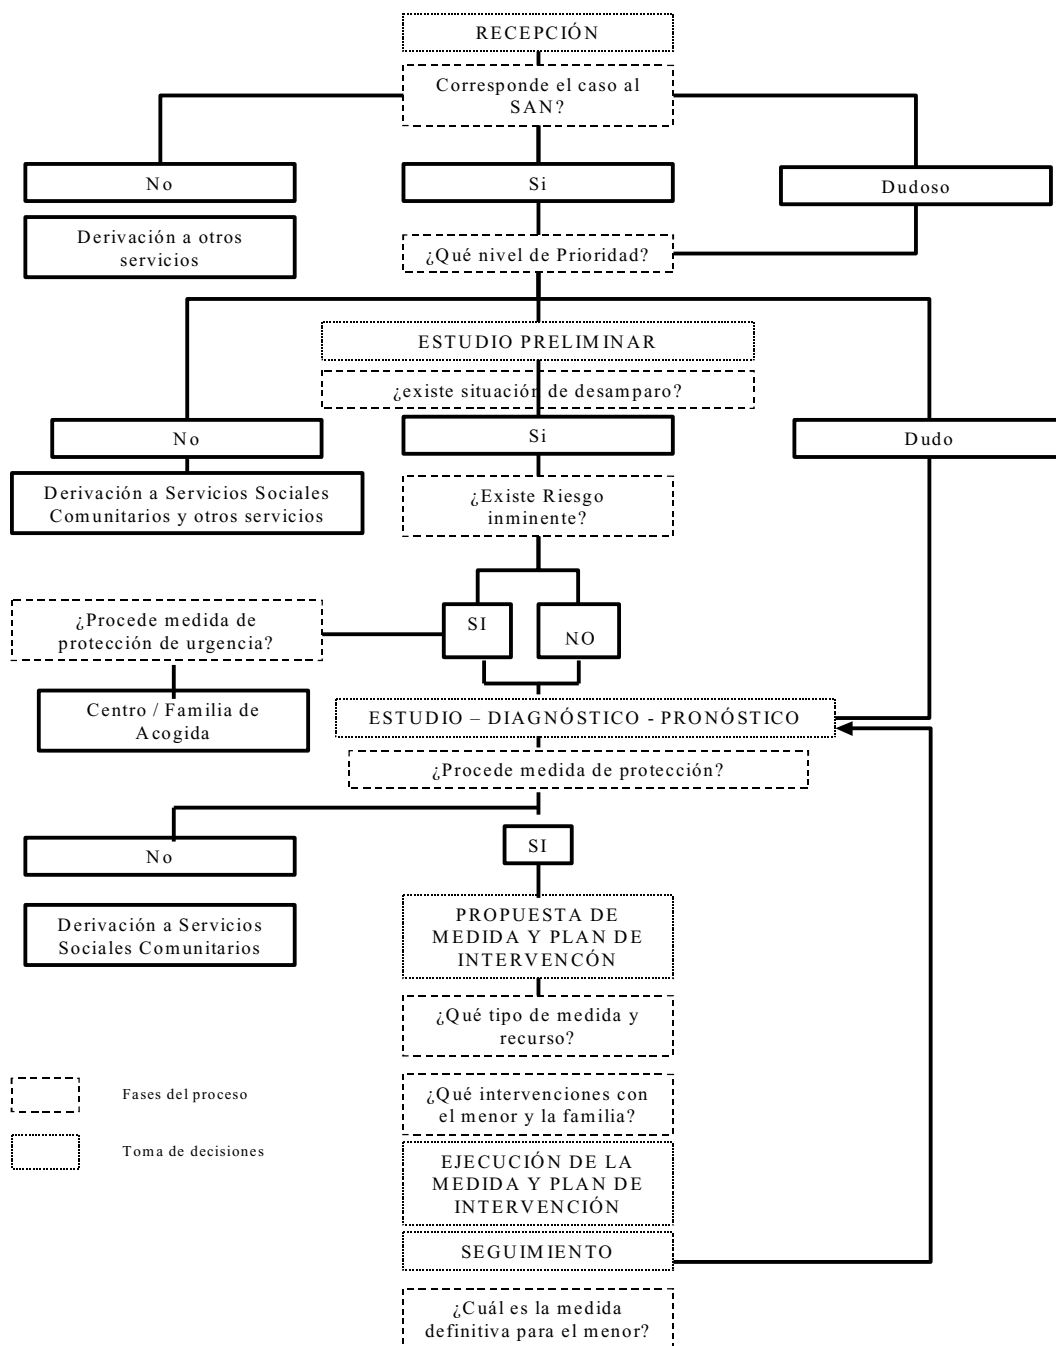 RECEPCIÓN
Corresponde el caso al
SAN?
No
Si
Dudoso
Derivación a otros
servicios
¿Qué nivel de Prioridad?
ESTUDIO PRELIMINAR
¿existe situación de desamparo?
No
Si
Dudo
Derivación a Servicios Sociales
Comunitarios y otros servicios
¿Existe Riesgo
inminente?
¿Procede medida de
protección de urgencia?
SI
NO
Centro / Familia de
Acogida
ESTUDIO – DIAGNÓSTICO - PRONÓSTICO
¿Procede medida de protección?
No
SI
Derivación a Servicios
Sociales Comunitarios
PROPUESTA DE
MEDIDA Y PLAN DE
INTERVENCÓN
¿Qué tipo de medida y
recurso?
Fases del proceso
¿Qué intervenciones con
el menor y la familia?
Toma de decisiones
EJECUCIÓN DE LA
MEDIDA Y PLAN DE
INTERVENCIÓN
SEGUIMIENTO
¿Cuál es la medida
definitiva para el menor?